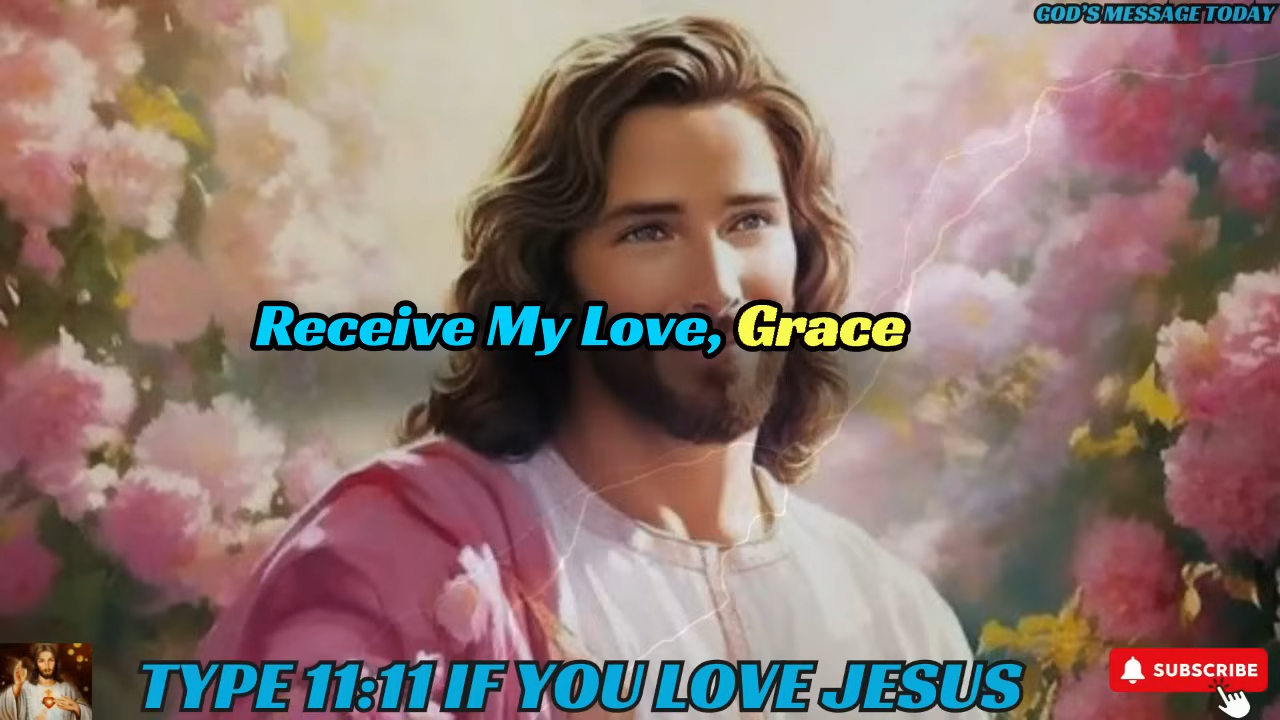 GOD'S MESSAGE TODAY
Receive My Love, Grace
TYPE 11:11 IF YOU LOVE JESUS
SUBSCRIBE